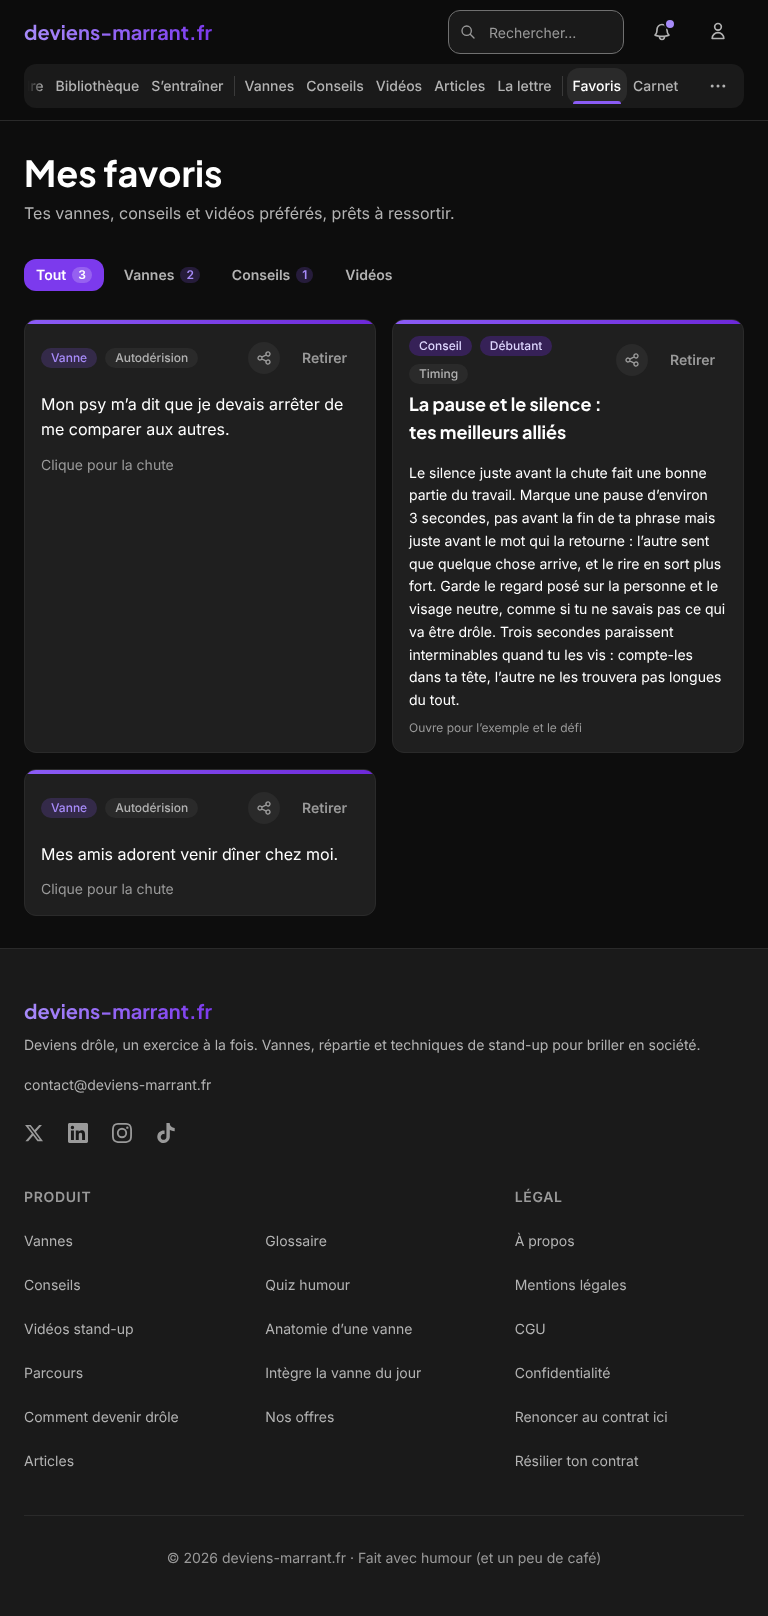 deviens-marrant.fr
Rechercher...
re Bibliothèque S’entraîner Vannes Conseils Vidéos Articles La lettre Favoris Carnet
Mes favoris
Tes vannes, conseils et vidéos préférés, prêts à ressortir.
Tout 3 Vannes 2 Conseils 1 Vidéos
Vanne Autodérision Retirer
Mon psy m’a dit que je devais arrêter de
me comparer aux autres.
Clique pour la chute
Conseil Débutant
Timing
Retirer
La pause et le silence :
tes meilleurs alliés
Le silence juste avant la chute fait une bonne
partie du travail. Marque une pause d’environ
3 secondes, pas avant la fin de ta phrase mais
juste avant le mot qui la retourne : l’autre sent
que quelque chose arrive, et le rire en sort plus
fort. Garde le regard posé sur la personne et le
visage neutre, comme si tu ne savais pas ce qui
va être drôle. Trois secondes paraissent
interminables quand tu les vis : compte-les
dans ta tête, l’autre ne les trouvera pas longues
du tout.
Ouvre pour l’exemple et le défi
Vanne Autodérision Retirer
Mes amis adorent venir dîner chez moi.
Clique pour la chute
deviens-marrant.fr
Deviens drôle, un exercice à la fois. Vannes, répartie et techniques de stand-up pour briller en société.
contact@deviens-marrant.fr
PRODUIT
Vannes
Conseils
Vidéos stand-up
Parcours
Comment devenir drôle
Articles
Glossaire
Quiz humour
Anatomie d’une vanne
Intègre la vanne du jour
Nos offres
LÉGAL
À propos
Mentions légales
CGU
Confidentialité
Renoncer au contrat ici
Résilier ton contrat
© 2026 deviens-marrant.fr · Fait avec humour (et un peu de café)